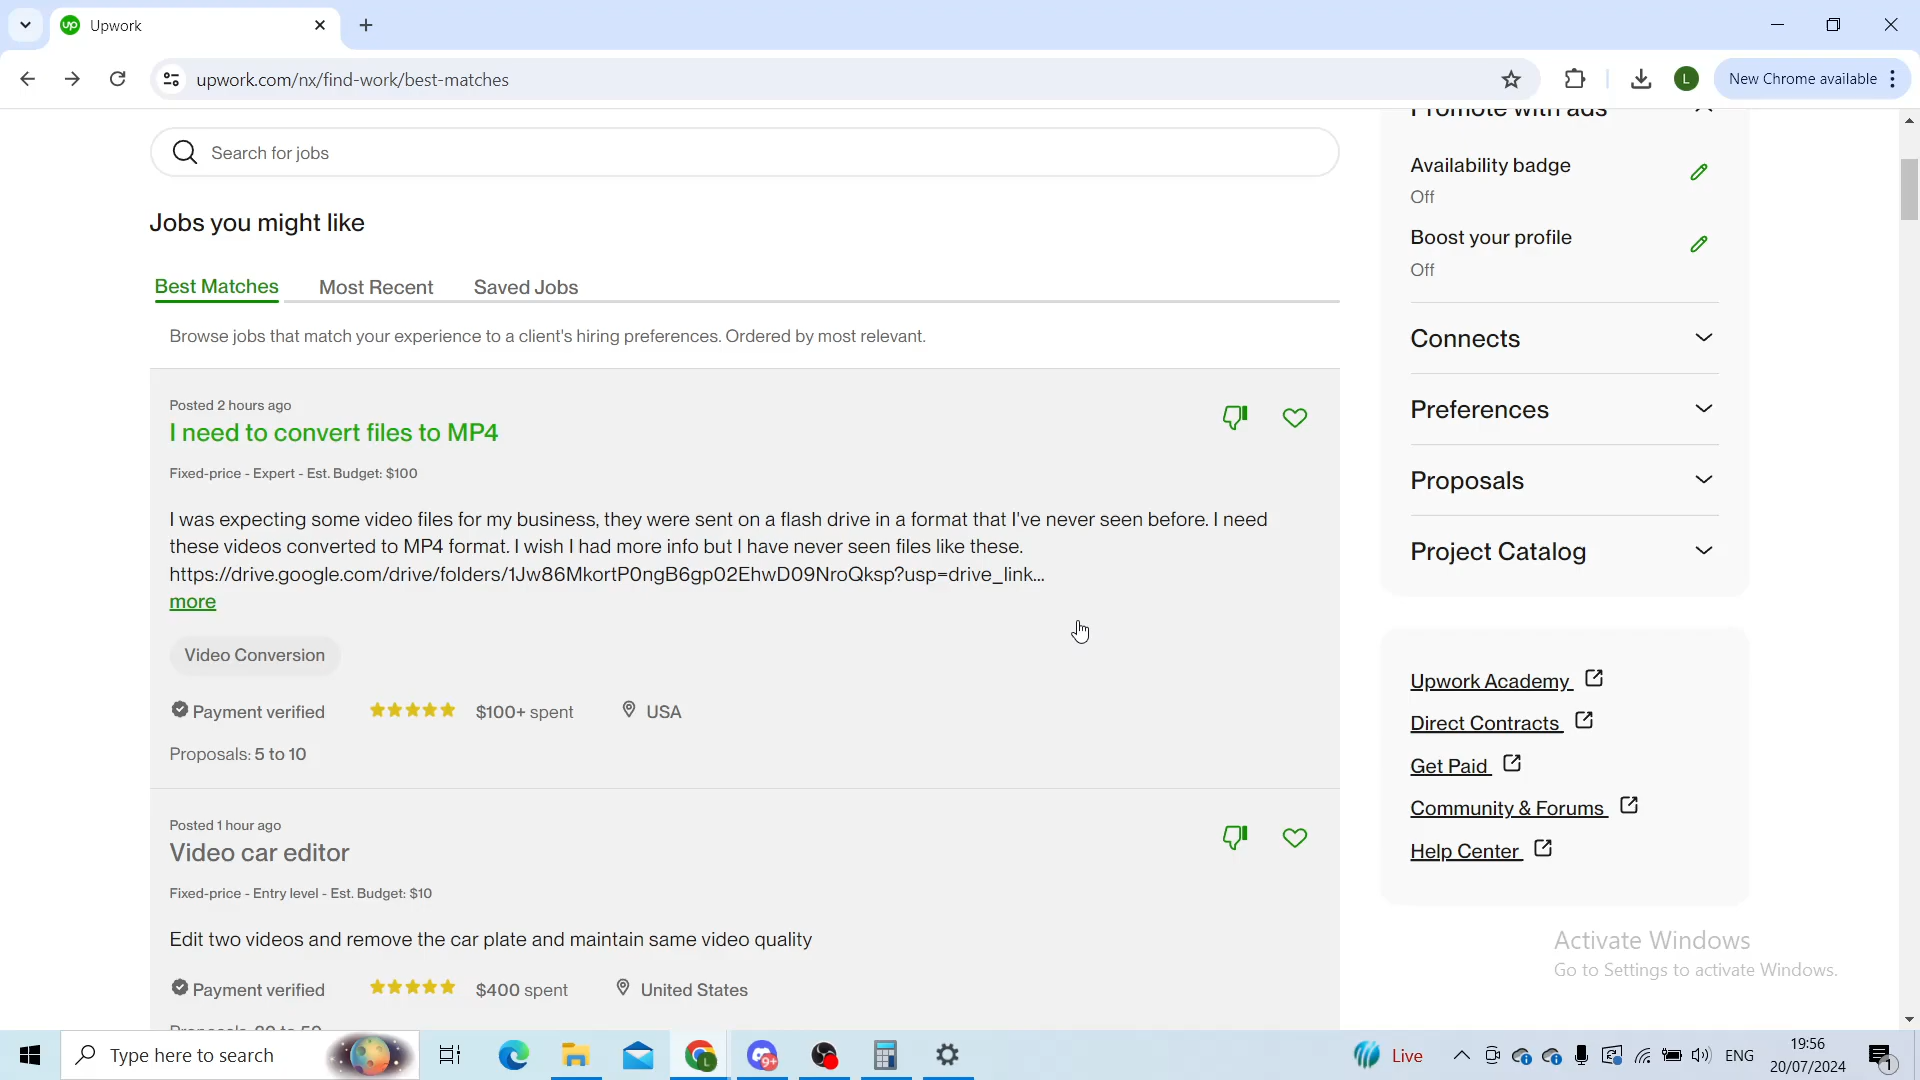 Upwork
upwork.com/nx/find-work/best-matches
L
New Chrome available
Search for jobs
Jobs you might like
Best Matches
Most Recent
Saved Jobs
Browse jobs that match your experience to a client's hiring preferences. Ordered by most relevant.
Posted 2 hours ago
I need to convert files to MP4
Fixed-price - Expert - Est. Budget: $100
I was expecting some video files for my business, they were sent on a flash drive in a format that I've never seen before. I need
these videos converted to MP4 format. I wish I had more info but I have never seen files like these.
https://drive.google.com/drive/folders/1Jw86MkortP0ngB6gp02EhwD09NroQksp?usp=drive_link...
more
Video Conversion
Payment verified
$100+ spent
USA
Proposals: 5 to 10
Posted 1 hour ago
Video car editor
Fixed-price - Entry level - Est. Budget: $10
Edit two videos and remove the car plate and maintain same video quality
Payment verified
$400 spent
United States
Proposals: 20 to 50
Promote with ads
Availability badge
Off
Boost your profile
Off
Connects
Preferences
Proposals
Project Catalog
Upwork Academy
Direct Contracts
Get Paid
Community & Forums
Help Center
Activate Windows
Go to Settings to activate Windows.
Type here to search
L
9+
Live
ENG
19:56
20/07/2024
1